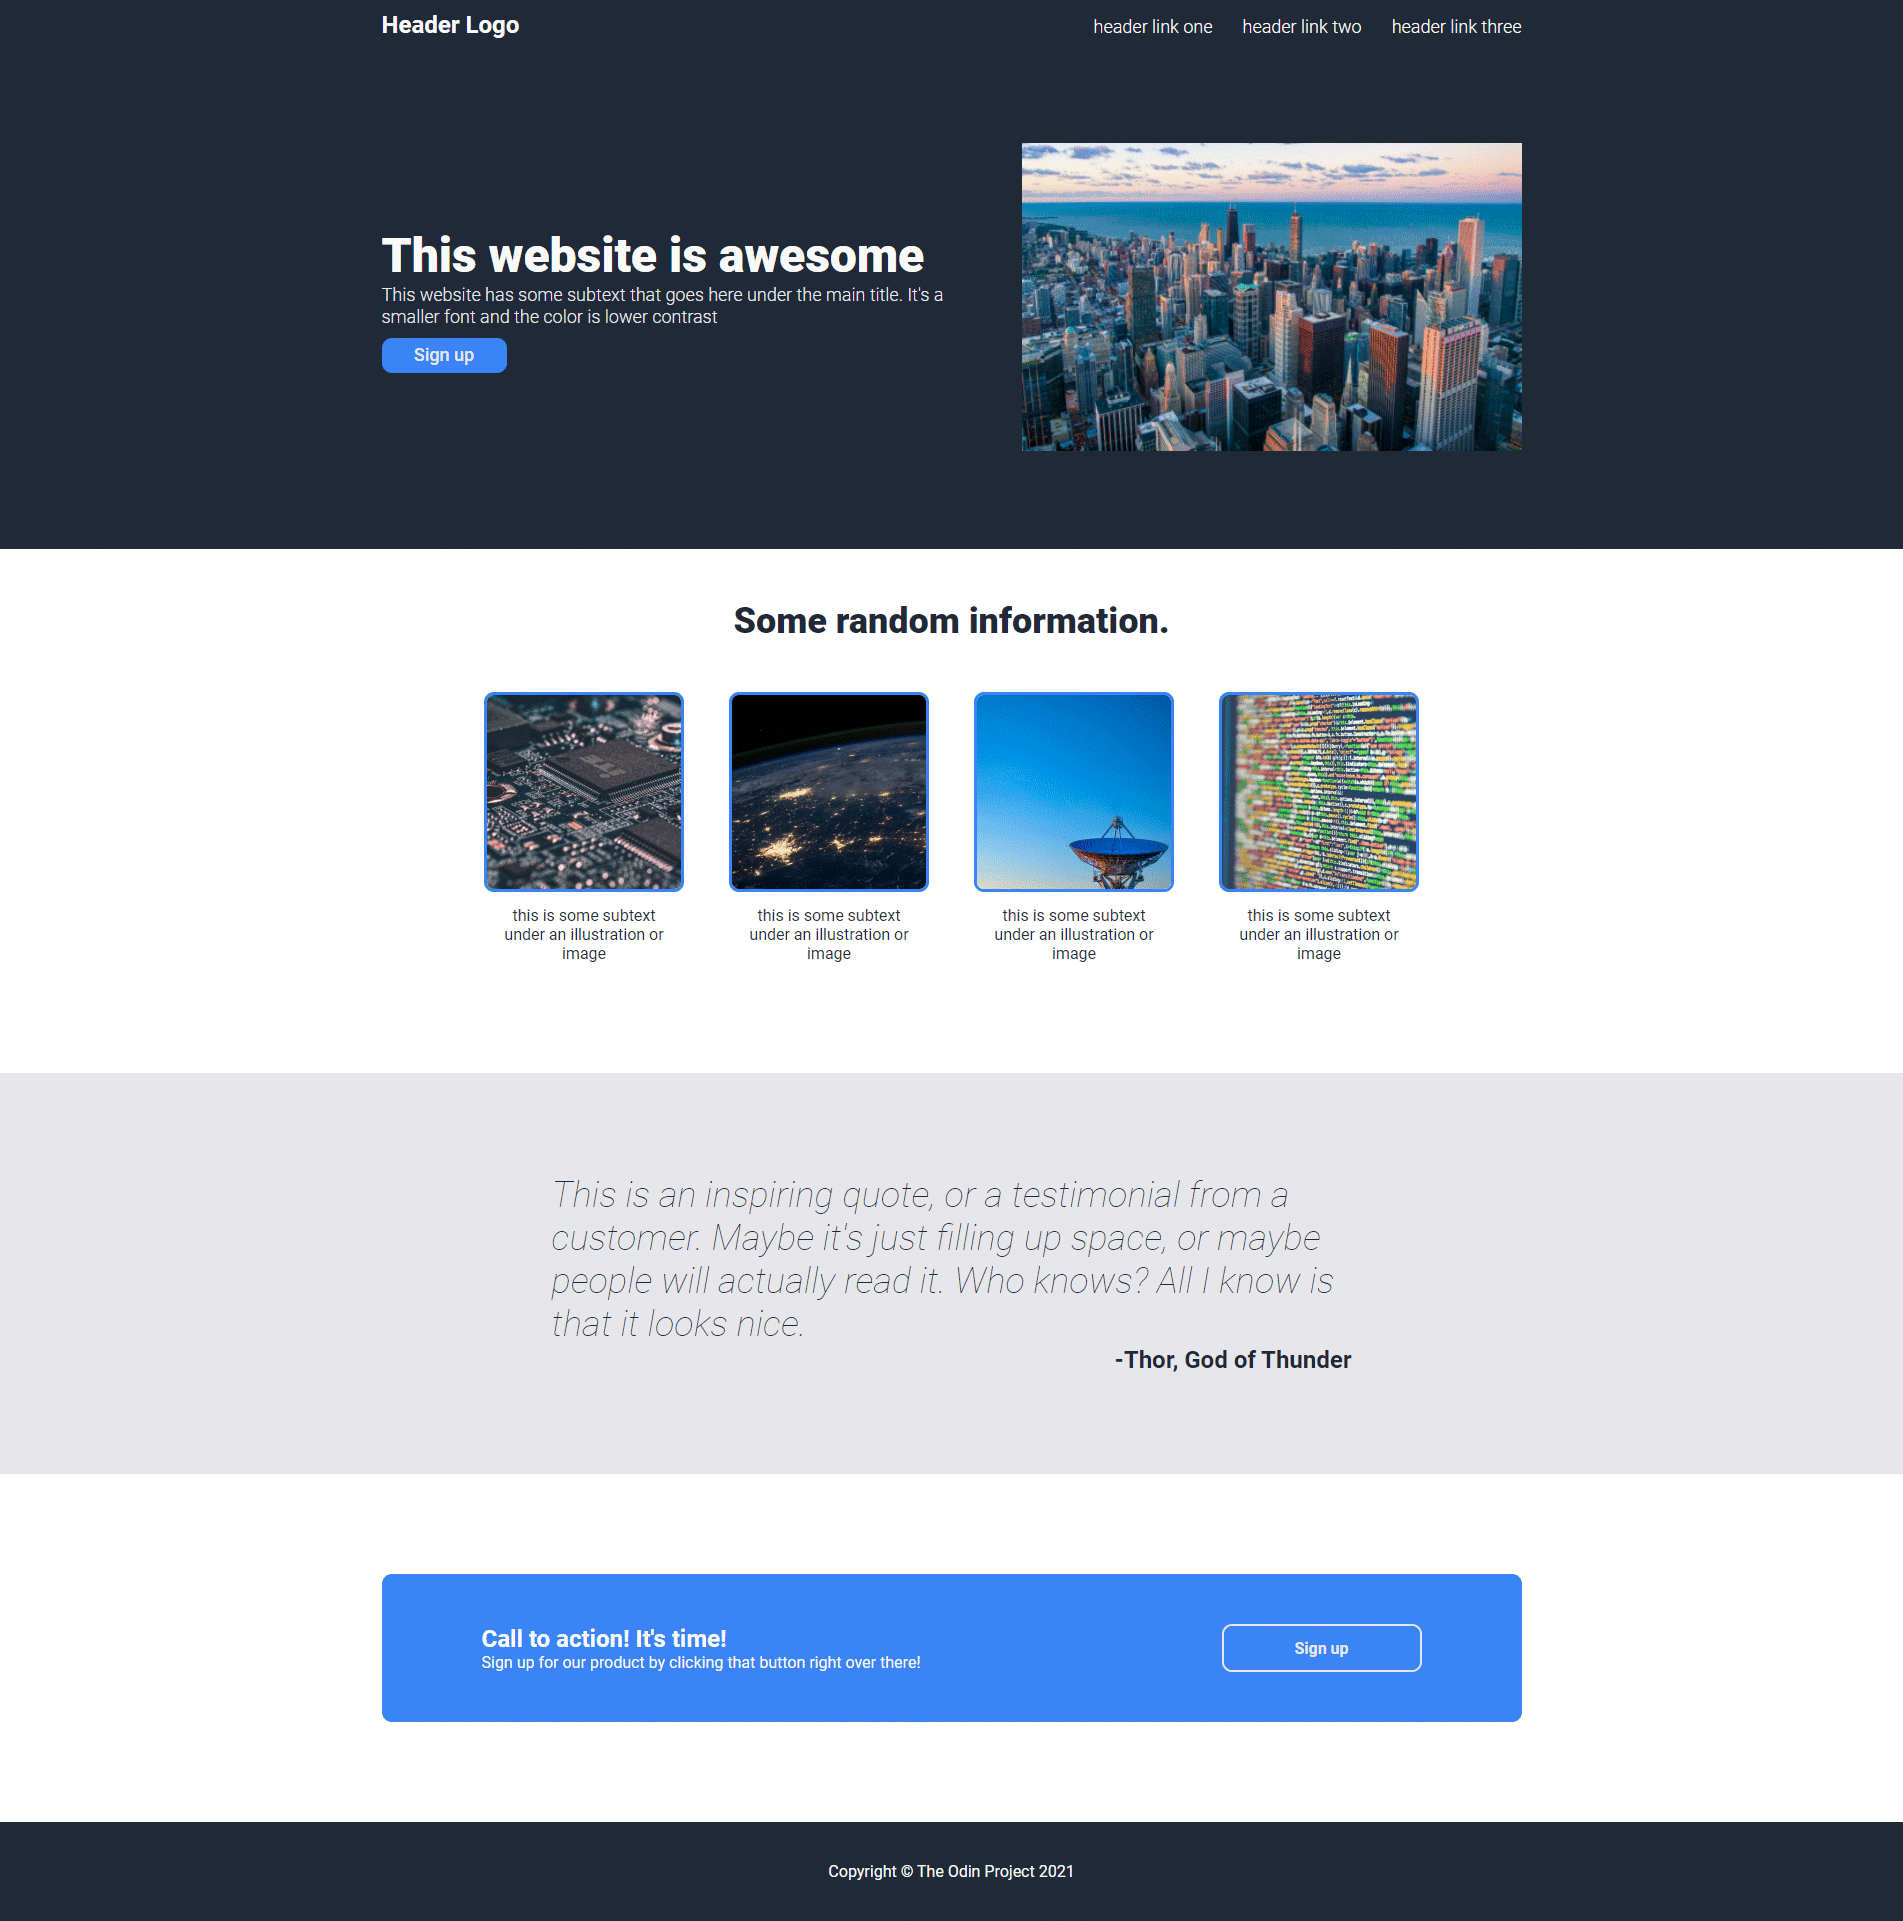 Header Logo
header link one
header link two
header link three
This website is awesome
This website has some subtext that goes here under the main title. It's a
smaller font and the color is lower contrast
Sign up
Some random information.
this is some subtext
under an illustration or
image
this is some subtext
under an illustration or
image
this is some subtext
under an illustration or
image
this is some subtext
under an illustration or
image
This is an inspiring quote, or a testimonial from a
customer. Maybe it's just filling up space, or maybe
people will actually read it. Who knows? All I know is
that it looks nice.
-Thor, God of Thunder
Call to action! It's time!
Sign up for our product by clicking that button right over there!
Sign up
Copyright © The Odin Project 2021